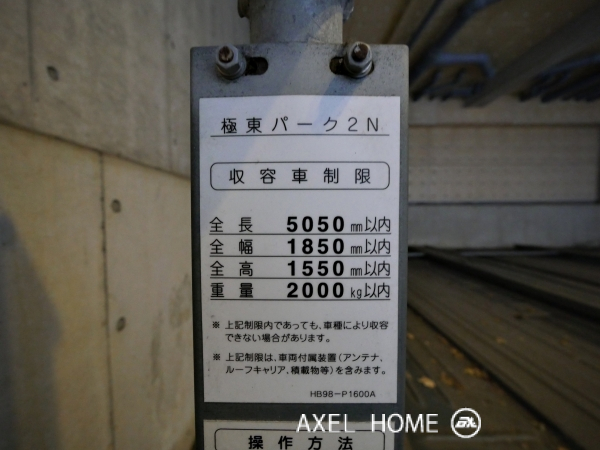 極東パーク2N
収容車制限
全長 5050mm以内
全幅 1850mm以内
全高 1550mm以内
重量 2000kg以内
※ 上記制限内であっても、車種により収容
できない場合があります。
※ 上記制限は、車両付属装置(アンテナ、
ルーフキャリア、積載物等)を含みます。
HB98-P1600A
AXEL HOME
操作方法